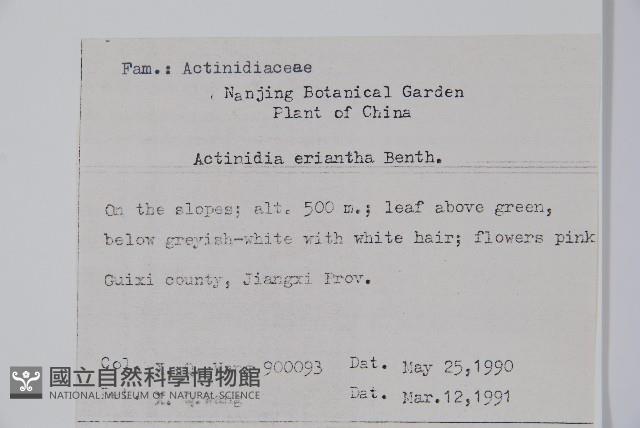 Fam.: Actinidiaceae
Nanjing Botanical Garden
Plant of China
Actinidia eriantha Benth.
On the slopes; alt. 500 m.; leaf above green,
below greyish-white with white hair; flowers pink
Guixi county, Jiangxi Prov.
Col. 900093 Dat. May 25,1990
Dat. Mar.12,1991
國立自然科學博物館
NATIONAL MUSEUM OF NATURAL SCIENCE